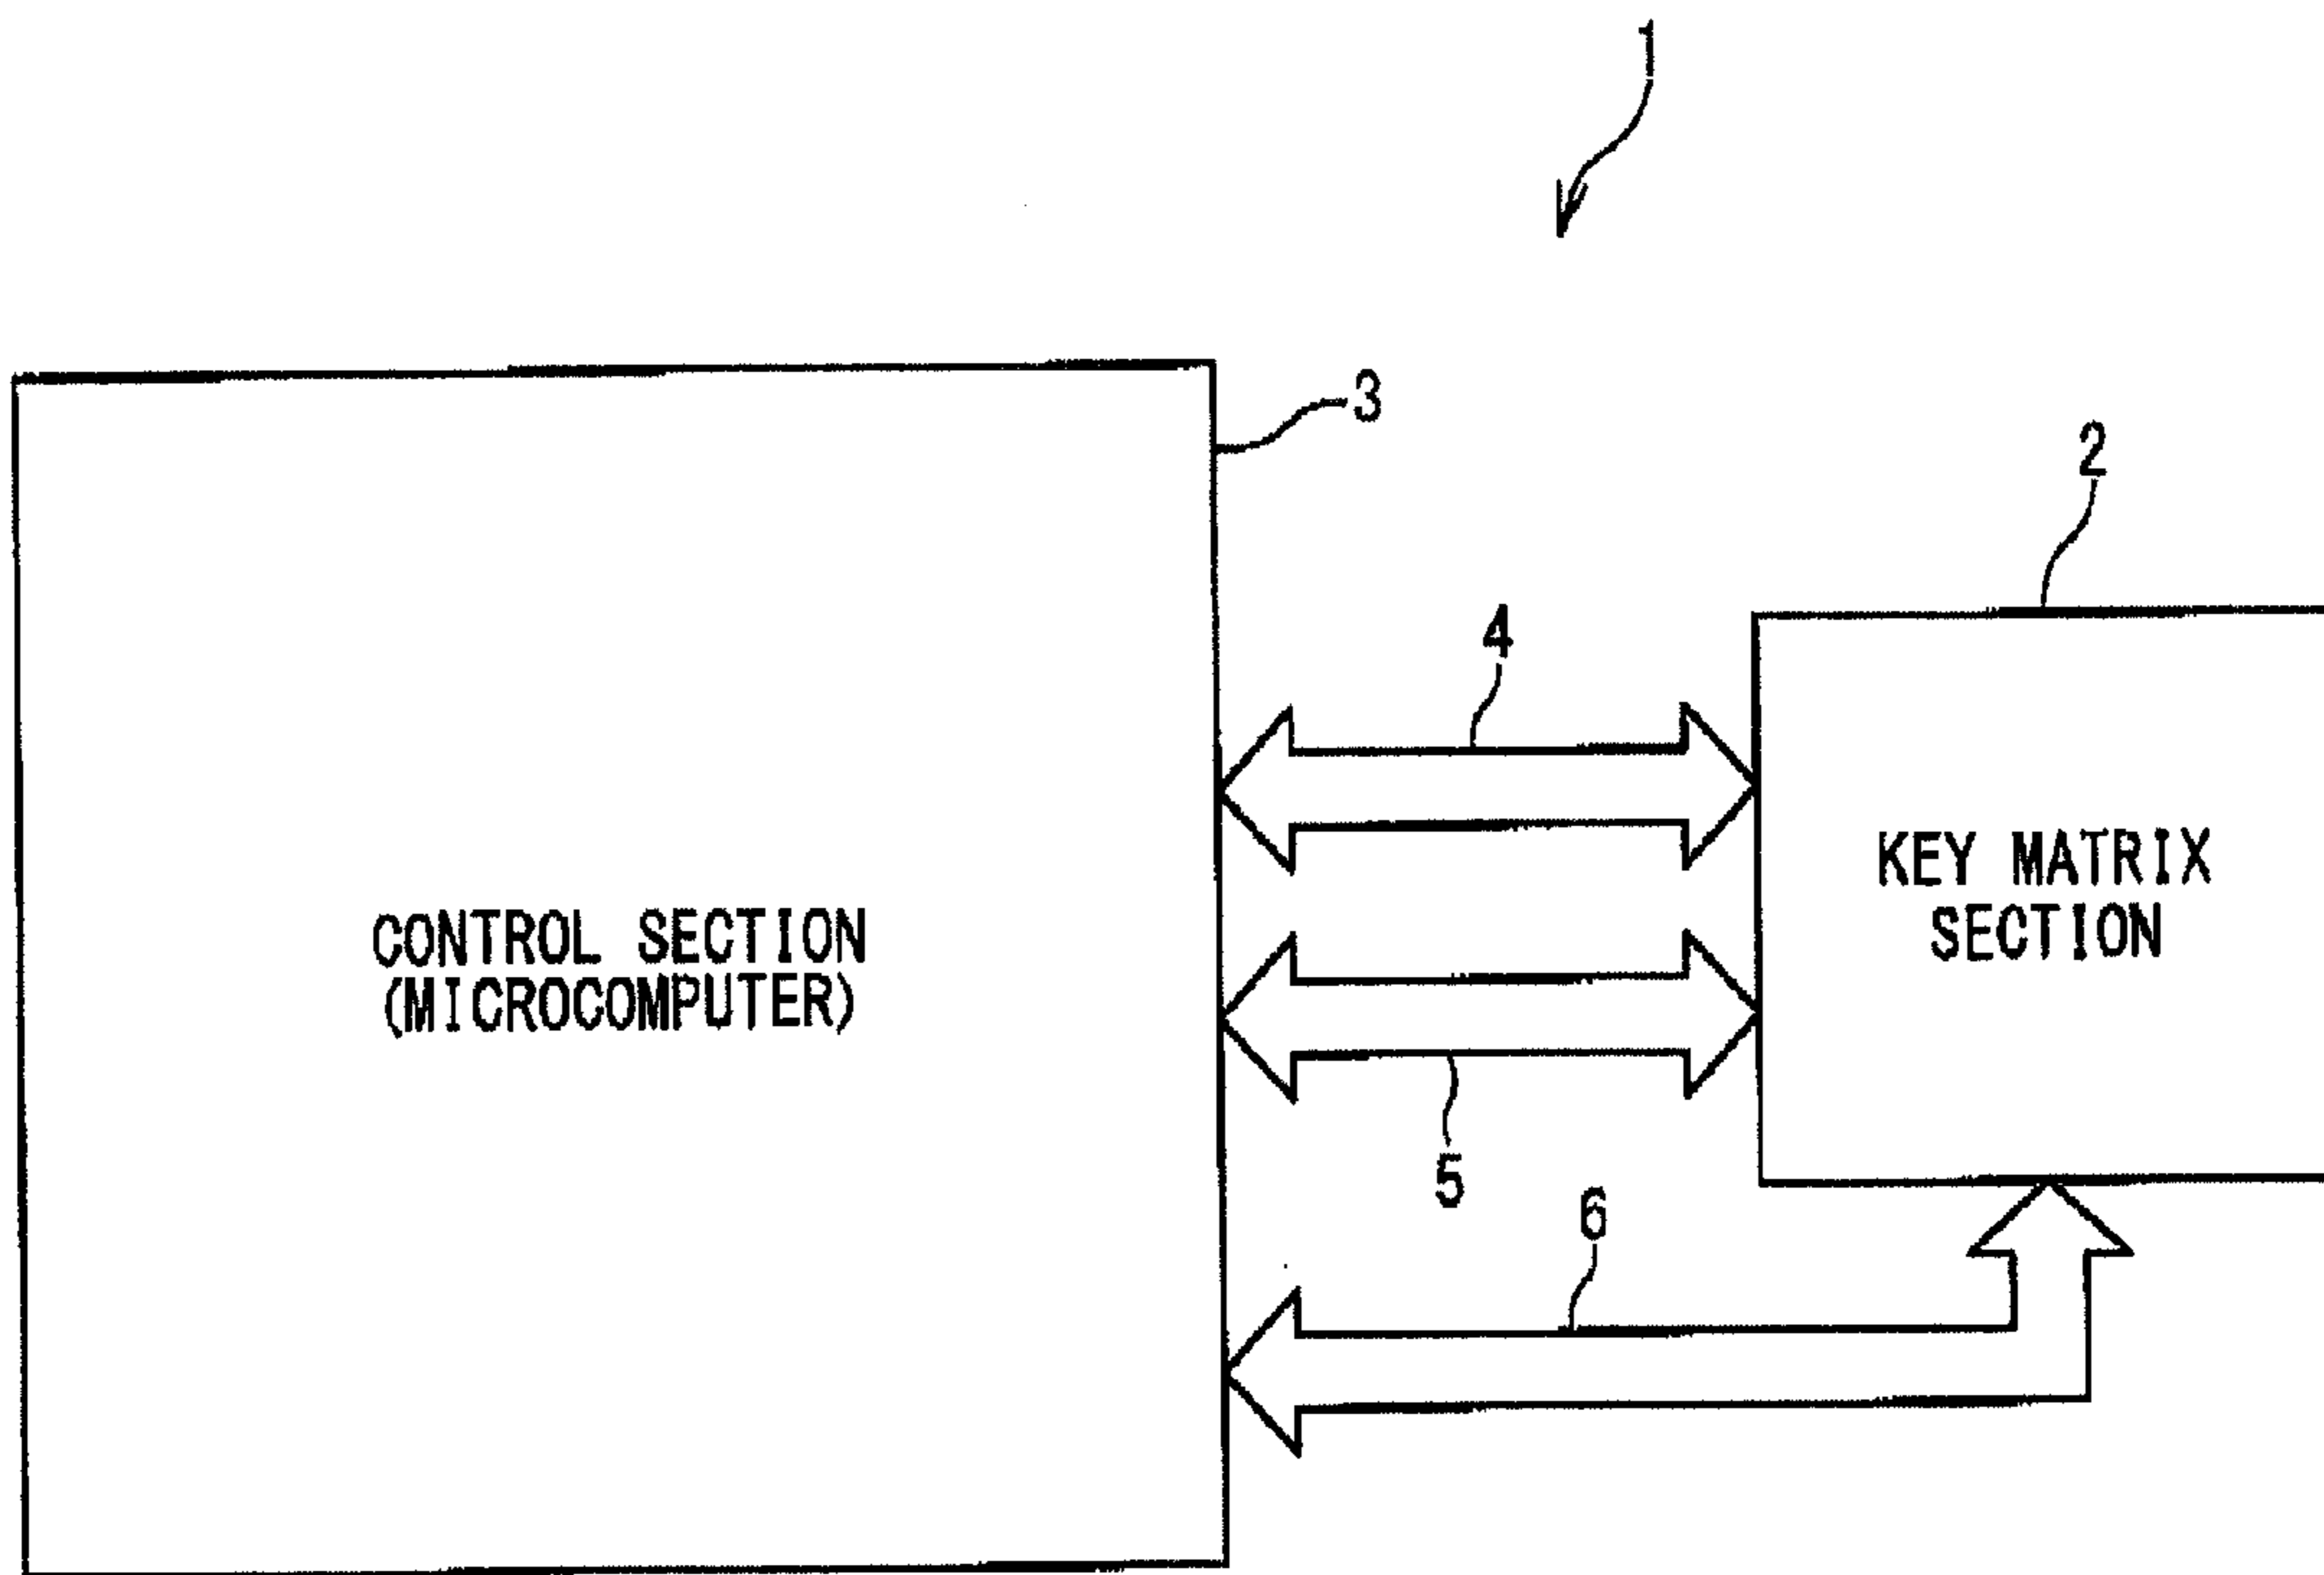 1
3
2
4
KEY MATRIX
SECTION
CONTROL SECTION
(MICROCOMPUTER)
5
6